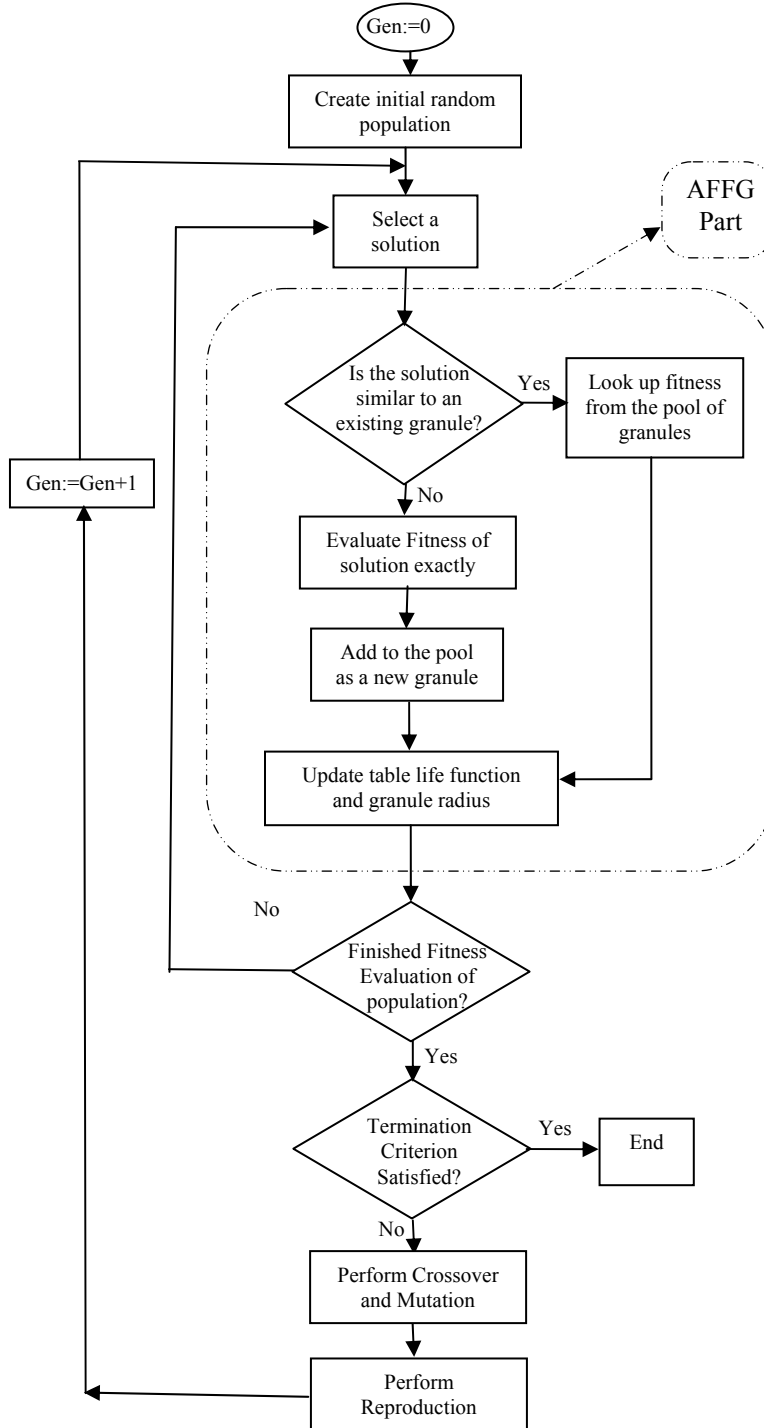 Gen:=0
Create initial random
population
AFFG
Part
Select a
solution
Is the solution
similar to an
existing granule?
Yes
Look up fitness
from the pool of
granules
Gen:=Gen+1
No
Evaluate Fitness of
solution exactly
Add to the pool
as a new granule
Update table life function
and granule radius
No
Finished Fitness
Evaluation of
population?
Yes
Termination
Criterion
Satisfied?
Yes
End
No
Perform Crossover
and Mutation
Perform
Reproduction